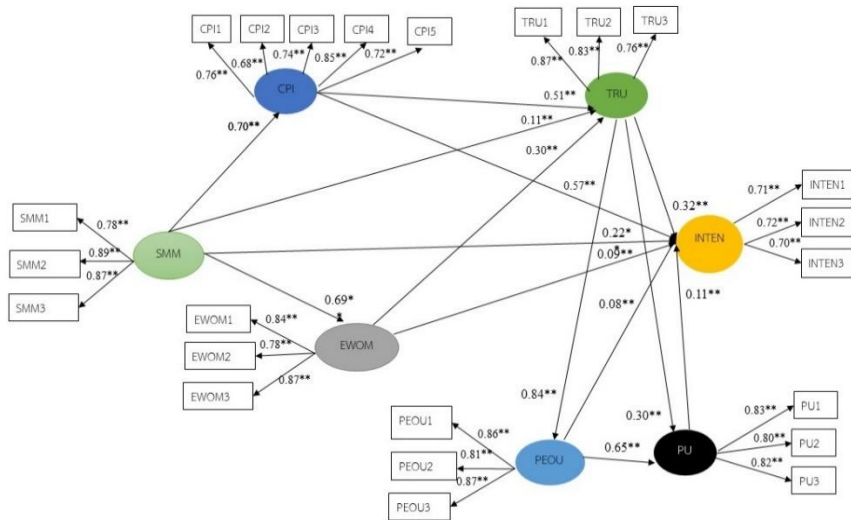 CPI1
CPI2
CPI3
CPI4
CPI5
0.76**
0.68**
0.74**
0.85**
0.72**
CPI
TRU1
TRU2
TRU3
0.87**
0.83**
0.76**
TRU
0.51**
0.11**
0.70**
0.30**
0.57**
0.32**
INTEN
0.71**
0.72**
0.70**
INTEN1
INTEN2
INTEN3
SMM1
SMM2
SMM3
0.78**
0.89**
0.87**
SMM
0.22*
*
0.09**
0.69*
*
0.08**
0.11**
EWOM1
EWOM2
EWOM3
0.84**
0.78**
0.87**
EWOM
0.84**
0.30**
0.65**
PEOU1
PEOU2
PEOU3
0.86**
0.81**
0.87**
PEOU
PU
0.83**
0.80**
0.82**
PU1
PU2
PU3